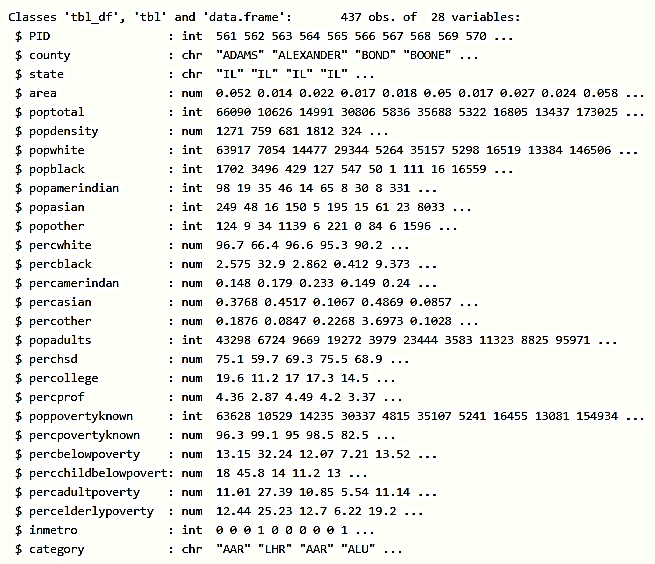 Classes 'tbl_df', 'tbl' and 'data.frame':       437 obs. of  28 variables:
 $ PID                 : int  561 562 563 564 565 566 567 568 569 570 ...
 $ county              : chr  "ADAMS" "ALEXANDER" "BOND" "BOONE" ...
 $ state               : chr  "IL" "IL" "IL" "IL" ...
 $ area                : num  0.052 0.014 0.022 0.017 0.018 0.05 0.017 0.027 0.024 0.058 ...
 $ poptotal            : int  66090 10626 14991 30806 5836 35688 5322 16805 13437 173025 ...
 $ popdensity          : num  1271 759 681 1812 324 ...
 $ popwhite            : int  63917 7054 14477 29344 5264 35157 5298 16519 13384 146506 ...
 $ popblack            : int  1702 3496 429 127 547 50 1 111 16 16559 ...
 $ popamerindian       : int  98 19 35 46 14 65 8 30 8 331 ...
 $ popasian            : int  249 48 16 150 5 195 15 61 23 8033 ...
 $ popother            : int  124 9 34 1139 6 221 0 84 6 1596 ...
 $ percwhite           : num  96.7 66.4 96.6 95.3 90.2 ...
 $ percblack           : num  2.575 32.9 2.862 0.412 9.373 ...
 $ percamerindan       : num  0.148 0.179 0.233 0.149 0.24 ...
 $ percasian           : num  0.3768 0.4517 0.1067 0.4869 0.0857 ...
 $ percother           : num  0.1876 0.0847 0.2268 3.6973 0.1028 ...
 $ popadults           : int  43298 6724 9669 19272 3979 23444 3583 11323 8825 95971 ...
 $ perchsd             : num  75.1 59.7 69.3 75.5 68.9 ...
 $ percollege          : num  19.6 11.2 17 17.3 14.5 ...
 $ percprof            : num  4.36 2.87 4.49 4.2 3.37 ...
 $ poppovertyknown     : int  63628 10529 14235 30337 4815 35107 5241 16455 13081 154934 ...
 $ percpovertyknown    : num  96.3 99.1 95 98.5 82.5 ...
 $ percbelowpoverty    : num  13.15 32.24 12.07 7.21 13.52 ...
 $ percchildbelowpovert: num  18 45.8 14 11.2 13 ...
 $ percadultpoverty    : num  11.01 27.39 10.85 5.54 11.14 ...
 $ percelderlypoverty  : num  12.44 25.23 12.7 6.22 19.2 ...
 $ inmetro             : int  0 0 0 1 0 0 0 0 0 1 ...
 $ category            : chr  "AAR" "LHR" "AAR" "ALU" ...